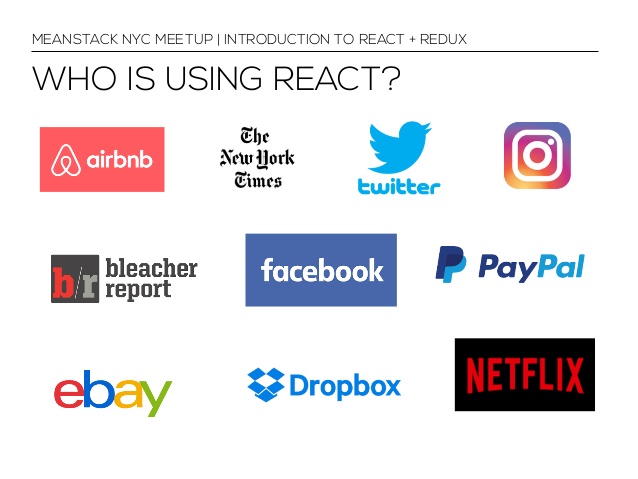 MEANSTACK NYC MEETUP | INTRODUCTION TO REACT + REDUX
WHO IS USING REACT?
airbnb
The
New York
Times
twitter
b/r
bleacher
report
facebook
PayPal
ebay
Dropbox
NETFLIX